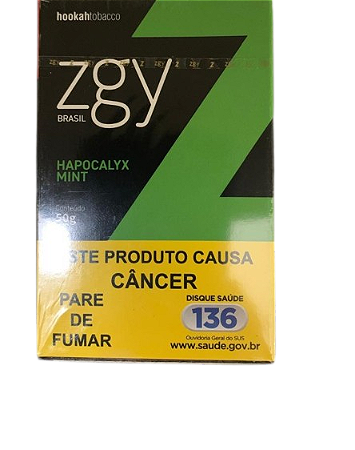 hookahtobacco
zgy
BRASIL
HAPOCALYX
MINT
Conteúdo
50g
ESTE PRODUTO CAUSA
CÂNCER
PARE
DE
FUMAR
DISQUE SAÚDE
136
Ouvidoria Geral do SUS
www.saude.gov.br